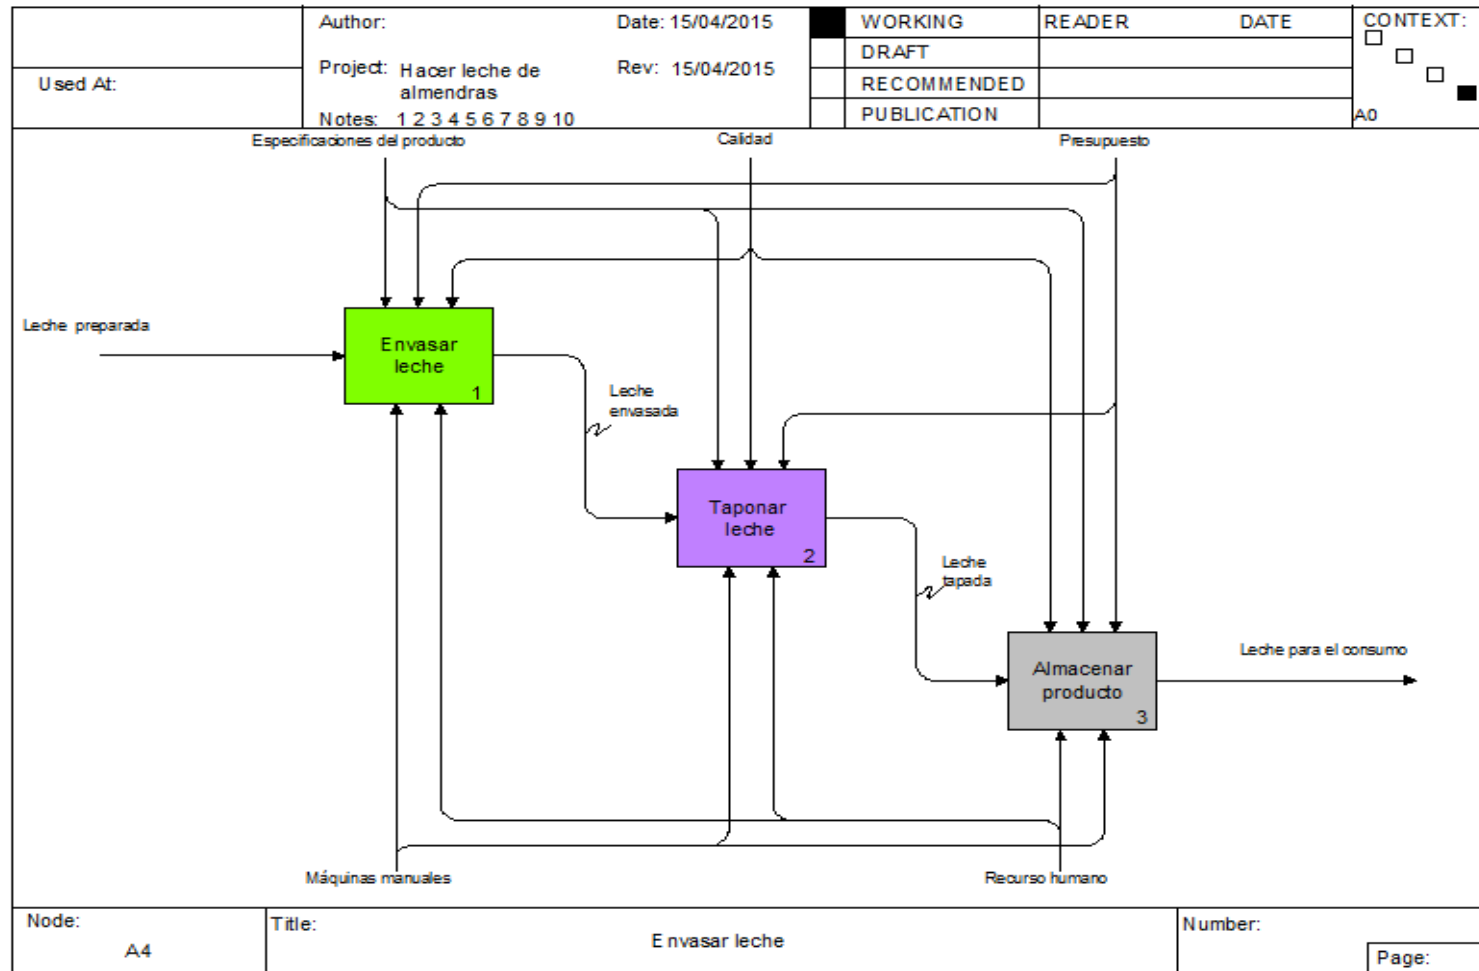 Author:
Date: 15/04/2015
WORKING
READER
DATE
CONTEXT:
DRAFT
Used At:
Project: Hacer leche de
almendras
Rev: 15/04/2015
RECOMMENDED
Notes: 1 2 3 4 5 6 7 8 9 10
PUBLICATION
A0
Especificaciones del producto
Calidad
Presupuesto
Leche preparada
Envasar
leche
1
Leche
envasada
Taponar
leche
2
Leche
tapada
Almacenar
producto
3
Leche para el consumo
Máquinas manuales
Recurso humano
Node:
A4
Title:
Envasar leche
Number:
Page: